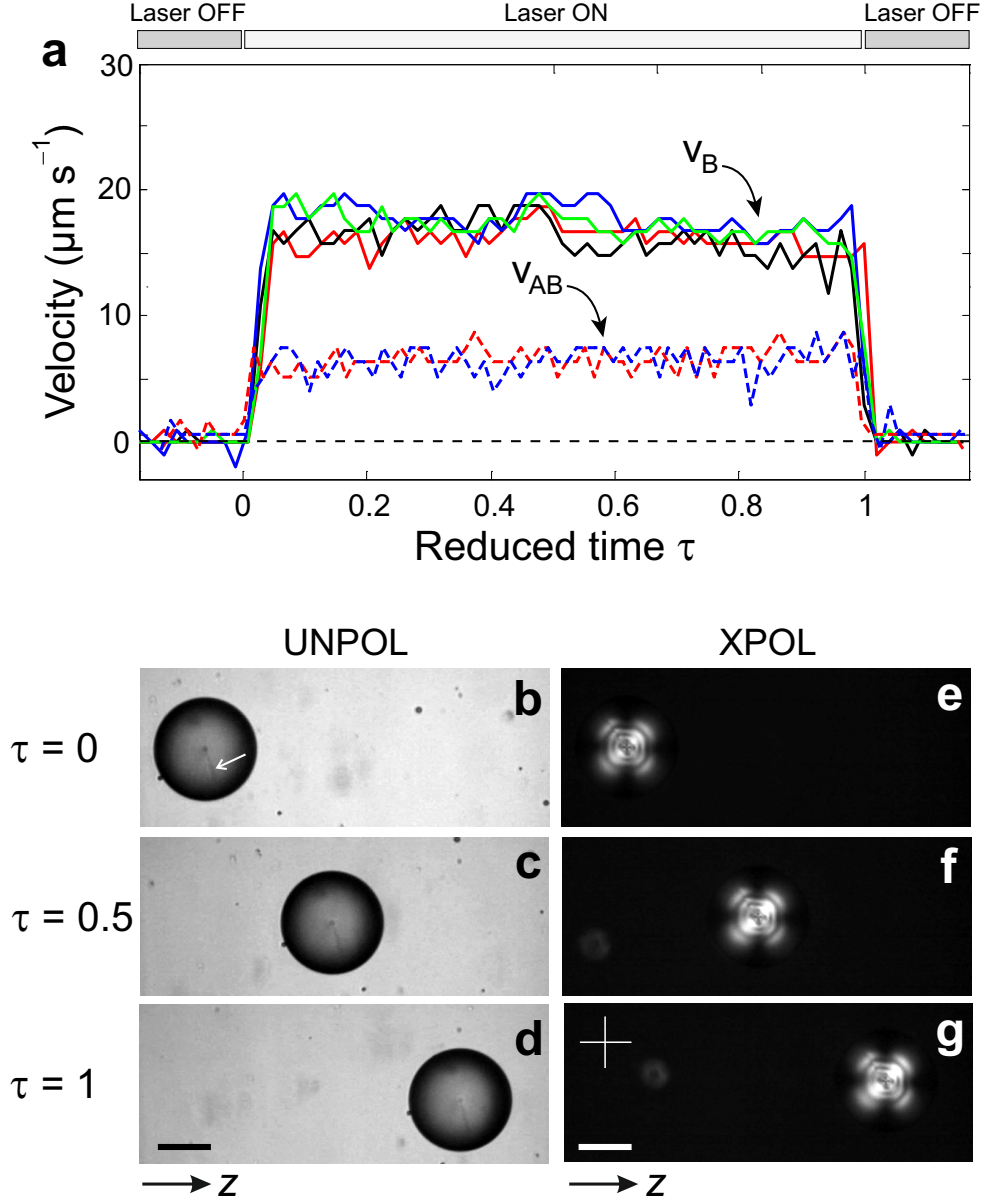 Laser OFF Laser ON Laser OFF
a
30
20
10
0
Velocity (µm s⁻¹)
v_B
v_AB
0 0.2 0.4 0.6 0.8 1
Reduced time τ
UNPOL XPOL
τ = 0 b e
τ = 0.5 c f
τ = 1 d g
z z